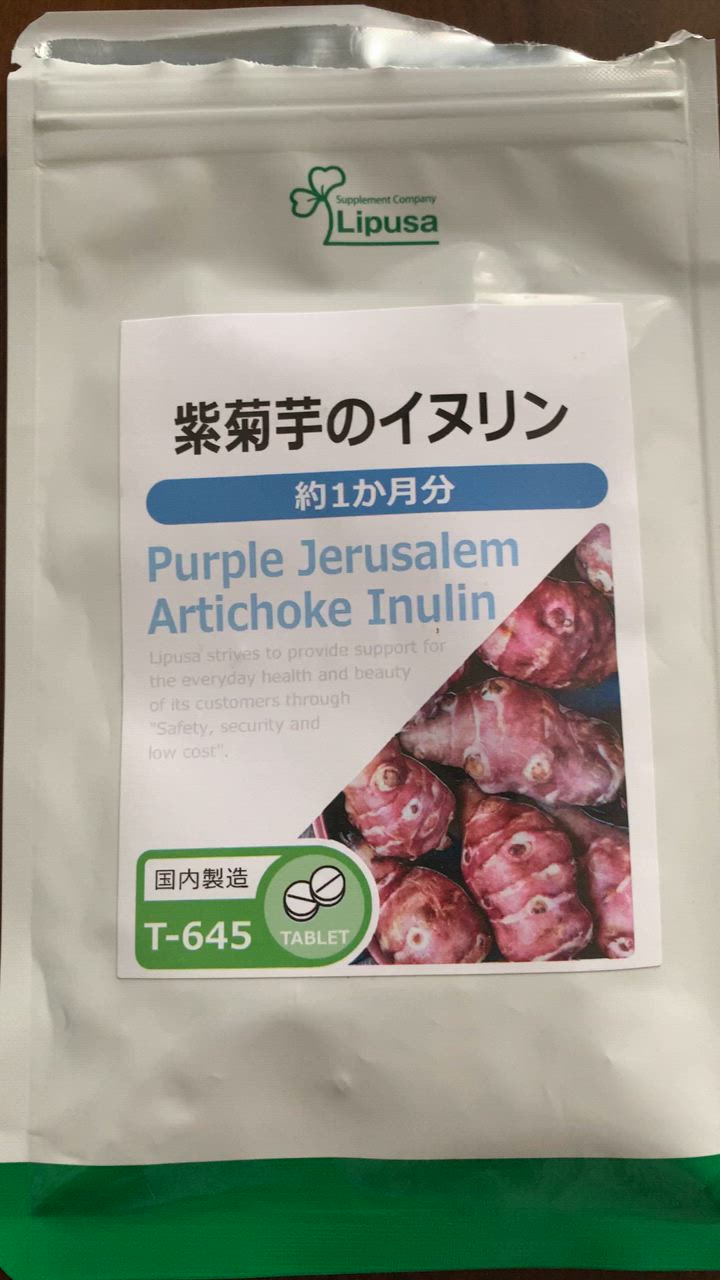 Supplement Company
Lipusa
紫菊芋のイヌリン
約1か月分
Purple Jerusalem
Artichoke Inulin
Lipusa strives to provide support for
the everyday health and beauty
of its customers through
"Safety, security and
low cost".
国内製造
T-645
TABLET